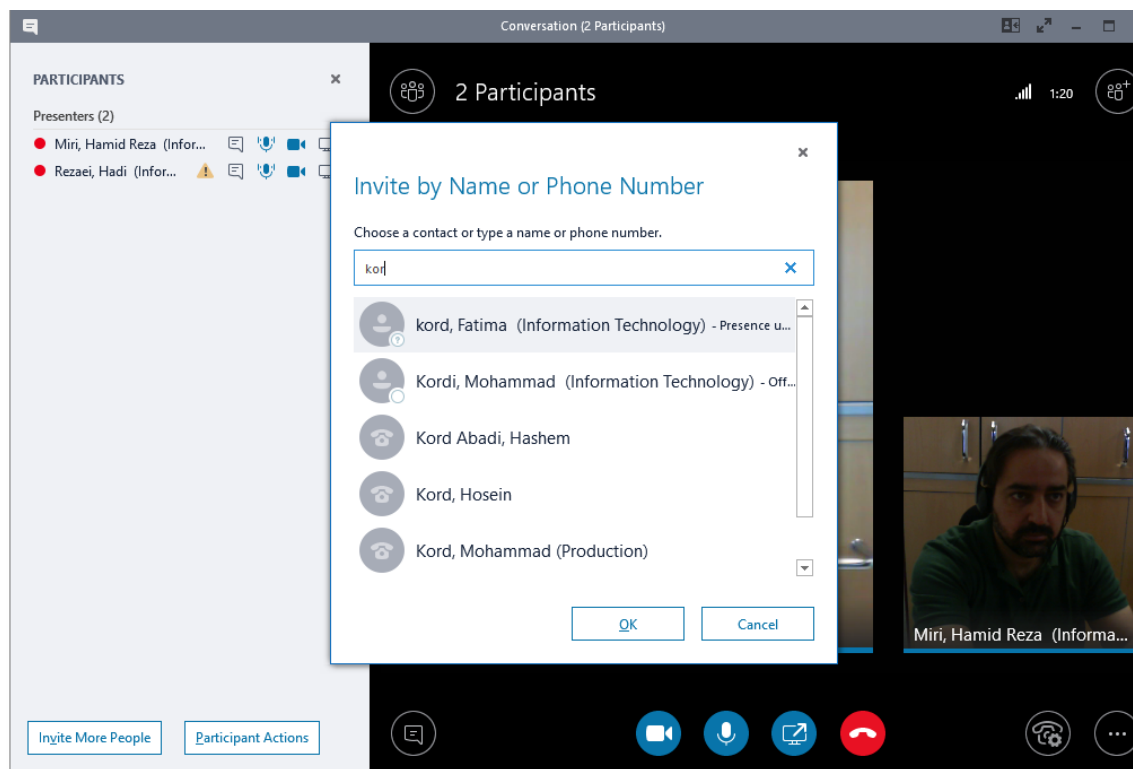 Conversation (2 Participants)
PARTICIPANTS
Presenters (2)
Miri, Hamid Reza (Infor...
Rezaei, Hadi (Infor...
2 Participants
1:20
Invite by Name or Phone Number
Choose a contact or type a name or phone number.
kor
kord, Fatima (Information Technology) - Presence u...
Kordi, Mohammad (Information Technology) - Off...
Kord Abadi, Hashem
Kord, Hosein
Kord, Mohammad (Production)
OK
Cancel
Miri, Hamid Reza (Informa...
Invite More People
Participant Actions